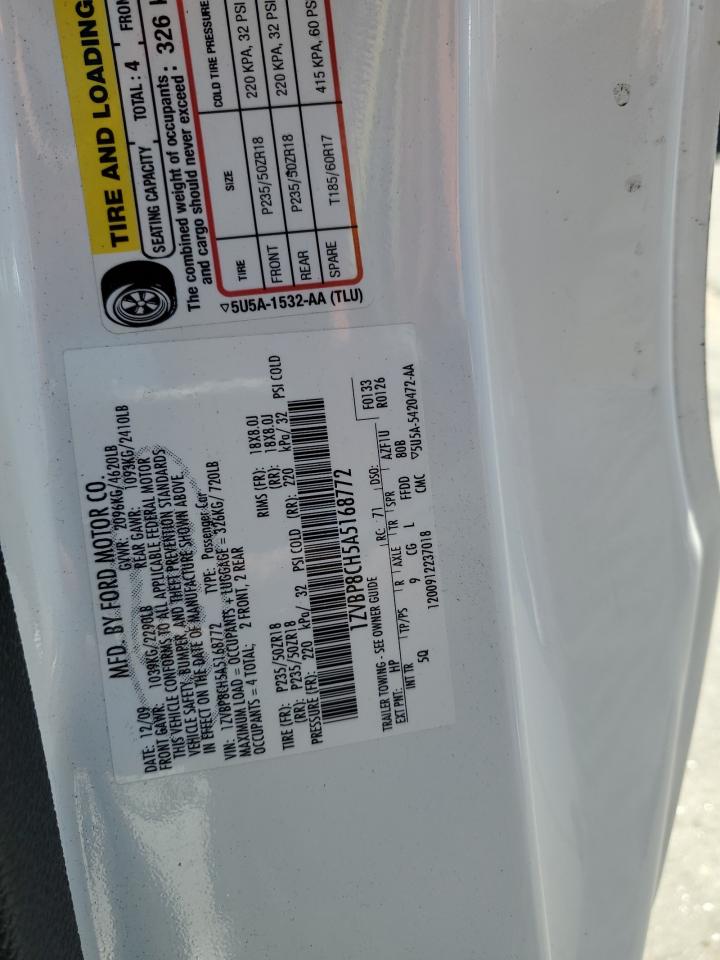 MFD. BY FORD MOTOR CO.
DATE: 12/09 GVWR: 2096KG/4620LB
FRONT GAWR: 1039KG/2290LB REAR GAWR: 1093KG/2410LB
THIS VEHICLE CONFORMS TO ALL APPLICABLE FEDERAL MOTOR
VEHICLE SAFETY, BUMPER, AND THEFT PREVENTION STANDARDS
IN EFFECT ON THE DATE OF MANUFACTURE SHOWN ABOVE.
VIN: 1ZVBP8CH5A5168772 TYPE: Passenger Car
MAXIMUM LOAD = OCCUPANTS + LUGGAGE = 326KG/ 720LB
OCCUPANTS = 4 TOTAL; 2 FRONT, 2 REAR
TIRE (FR): P235/50ZR18 RIMS (FR): 18X8.0J
(RR): P235/50ZR18 (RR): 18X8.0J
PRESSURE (FR): 220 kPa/ 32 PSI COLD (RR): 220 kPa/ 32 PSI COLD
1ZVBP8CH5A5168772
TRAILER TOWING - SEE OWNER GUIDE F0133
EXT PNT: HP RC: 71 DSO: R0126
INT TR TP/PS R AXLE TR SPR AZF1U
5Q 9 CG L FFDD 80B
1200912237018 CMC ▽5U5A-5420472-AA
TIRE AND LOADING
SEATING CAPACITY TOTAL : 4 FRON
The combined weight of occupants
and cargo should never exceed : 326
TIRE SIZE COLD TIRE PRESSURE
FRONT P235/50ZR18 220 KPA, 32 PSI
REAR P235/50ZR18 220 KPA, 32 PSI
SPARE T185/60R17 415 KPA, 60 PS
▽5U5A-1532-AA (TLU)